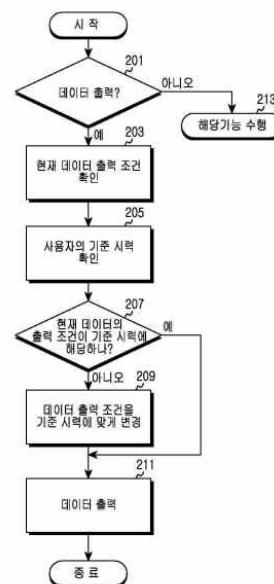 시 작
201
데이터 출력?
아니오
213
해당기능 수행
예
203
현재 데이터 출력 조건
확인
205
사용자의 기준 시력
확인
207
현재 데이터의
출력 조건이 기준 시력에
해당하나?
예
아니오
209
데이터 출력 조건을
기준 시력에 맞게 변경
211
데이터 출력
종 료